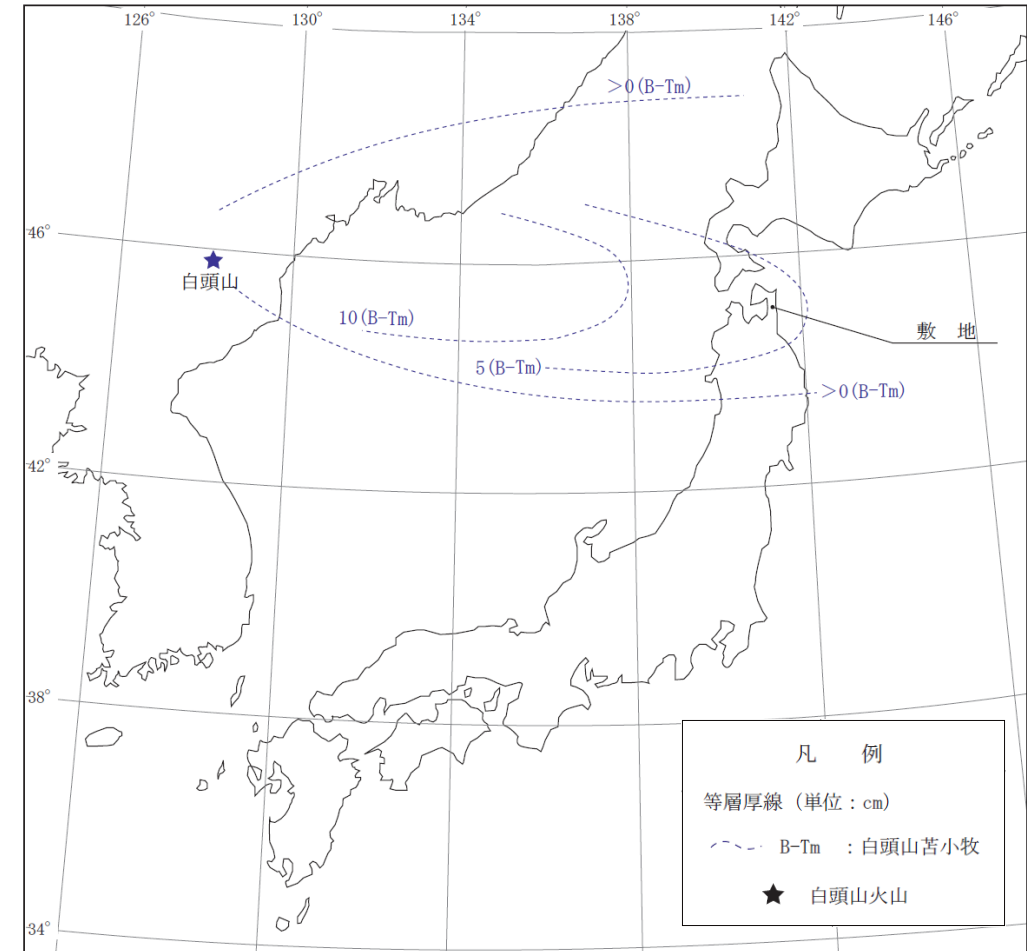 126°
130°
134°
138°
142°
146°
>0(B-Tm)
46°
白頭山
10(B-Tm)
敷 地
5(B-Tm)
>0(B-Tm)
42°
38°
凡 例
等層厚線（単位：cm）
B-Tm ：白頭山苫小牧
白頭山火山
34°